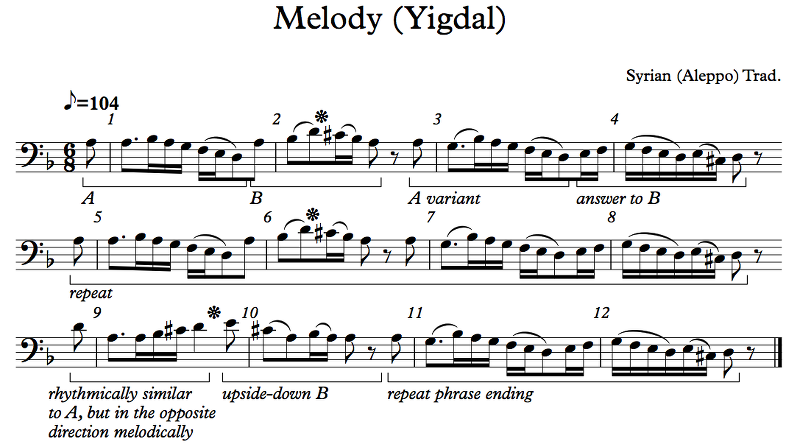 Melody (Yigdal)
Syrian (Aleppo) Trad.
♪=104
1 2 3 4
6
8
A B A variant answer to B
5 6 7 8
repeat
9 10 11 12
rhythmically similar upside-down B repeat phrase ending
to A, but in the opposite
direction melodically